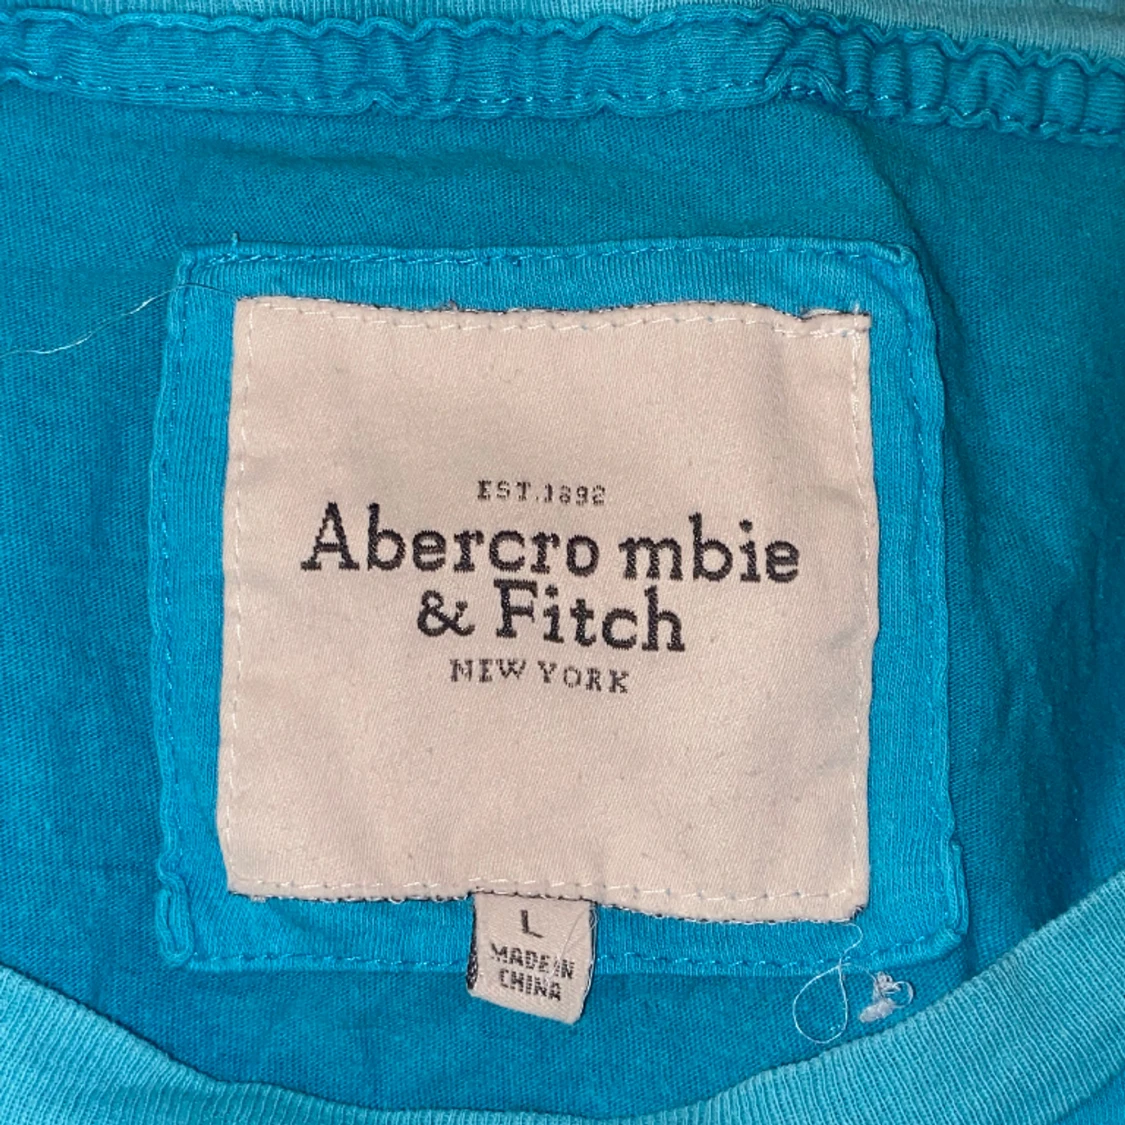 EST.1892
Abercro mbie
& Fitch
NEW YORK
L
MADE IN
CHINA